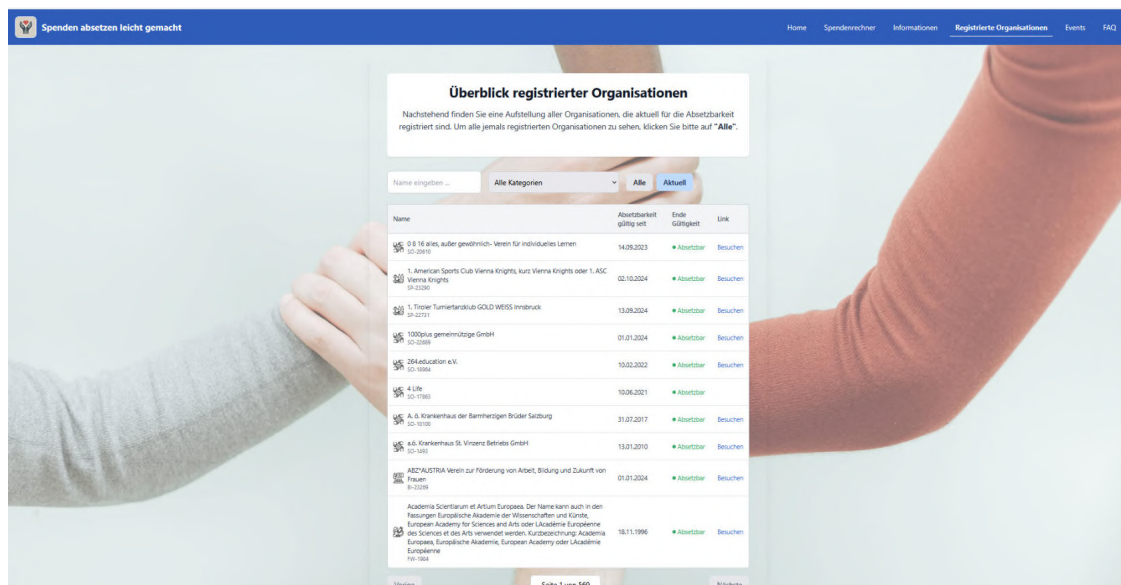 Spenden absetzen leicht gemacht
Home Spendenrechner Informationen Registrierte Organisationen Events FAQ
Überblick registrierter Organisationen
Nachstehend finden Sie eine Aufstellung aller Organisationen, die aktuell für die Absetzbarkeit
registriert sind. Um alle jemals registrierten Organisationen zu sehen, klicken Sie bitte auf "Alle".
Name eingeben ... Alle Kategorien Alle Aktuell
Name Absetzbarkeit gültig seit Ende Gültigkeit Link
0 8 16 alles, außer gewöhnlich- Verein für individuelles Lernen
SO-20610
14.09.2023 Absetzbar Besuchen
1. American Sports Club Vienna Knights, kurz Vienna Knights oder 1. ASC
Vienna Knights
SP-23290
02.10.2024 Absetzbar Besuchen
1. Tiroler Turniertanzklub GOLD WEISS Innsbruck
SP-22731
13.09.2024 Absetzbar Besuchen
1000plus gemeinnützige GmbH
SO-22889
01.01.2024 Absetzbar Besuchen
264.education e.V.
SO-18984
10.02.2022 Absetzbar Besuchen
4 Life
SO-17863
10.06.2021 Absetzbar
A. ö. Krankenhaus der Barmherzigen Brüder Salzburg
SO-10100
31.07.2017 Absetzbar Besuchen
a.ö. Krankenhaus St. Vinzenz Betriebs GmbH
SO-1493
13.01.2010 Absetzbar Besuchen
ABZ*AUSTRIA Verein zur Förderung von Arbeit, Bildung und Zukunft von
Frauen
BI-23269
01.01.2024 Absetzbar Besuchen
Academia Scientiarum et Artium Europaea. Der Name kann auch in den
Fassungen Europäische Akademie der Wissenschaften und Künste,
European Academy for Sciences and Arts oder LAcadémie Européenne
des Sciences et des Arts verwendet werden. Kurzbezeichnung: Academia
Europaea, Europäische Akademie, European Academy oder LAcadémie
Européenne
FW-1984
18.11.1996 Absetzbar Besuchen
Seite 1 von 569 Nächste